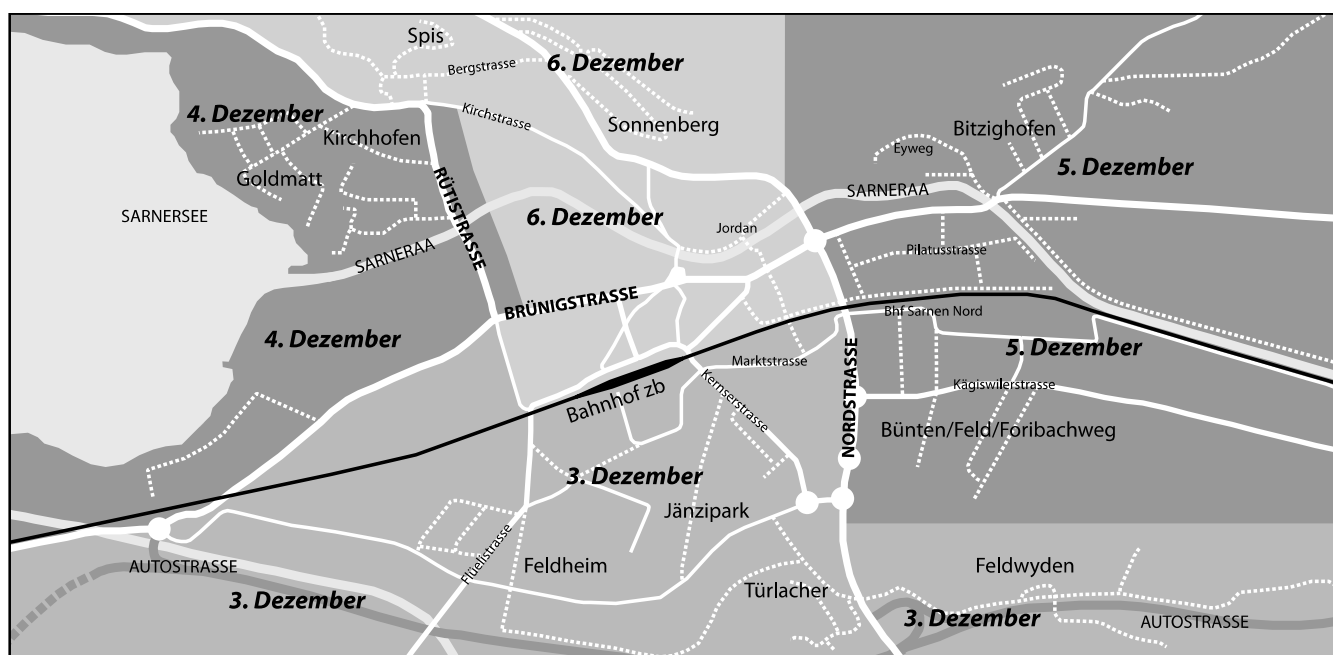 Spis
Bergstrasse
6. Dezember
4. Dezember
Kirchstrasse
Kirchhofen
Sonnenberg
Bitzighofen
Eyweg
5. Dezember
Goldmatt
RÜTISTRASSE
SARNERAA
SARNERSEE
6. Dezember
Jordan
SARNERAA
Pilatusstrasse
BRÜNIGSTRASSE
Bhf Sarnen Nord
4. Dezember
5. Dezember
Marktstrasse
NORDSTRASSE
Kernserstrasse
Kägiswilerstrasse
Bahnhof zb
Bünten/Feld/Foribachweg
3. Dezember
Jänzipark
Flüelistrasse
Feldheim
AUTOSTRASSE
Feldwyden
3. Dezember
Türlacher
3. Dezember
AUTOSTRASSE